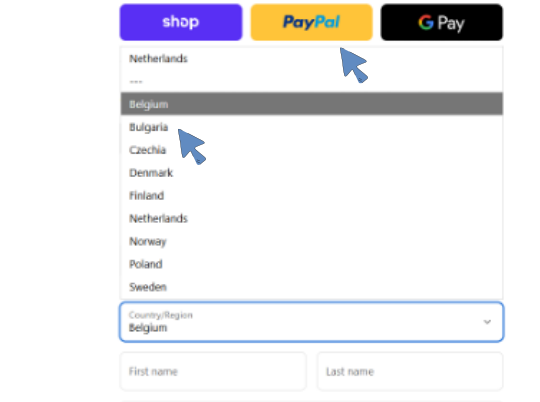 shop PayPal G Pay
Netherlands
---
Belgium
Bulgaria
Czechia
Denmark
Finland
Netherlands
Norway
Poland
Sweden
Country/Region
Belgium
First name Last name